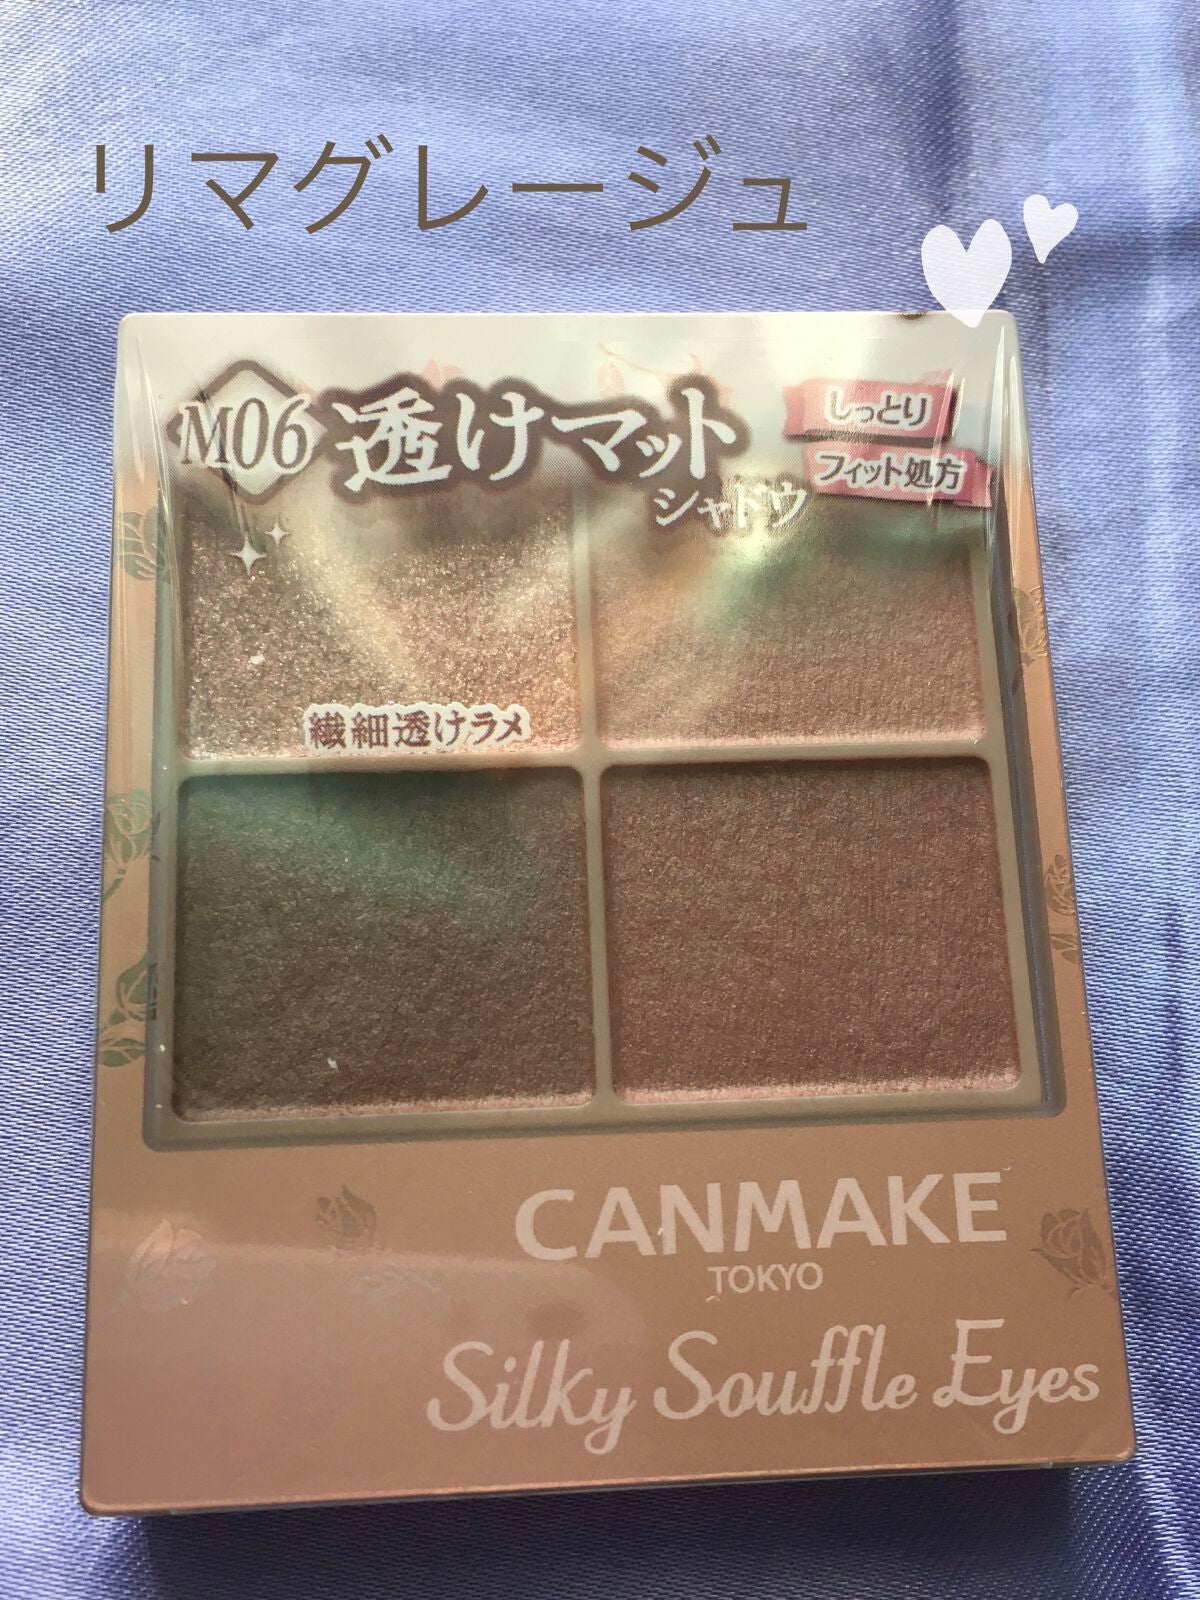 リマグレージュ
M06
透けマット
シャドウ
しっとり
フィット処方
繊細透けラメ
CANMAKE
TOKYO
Silky Souffle Eyes